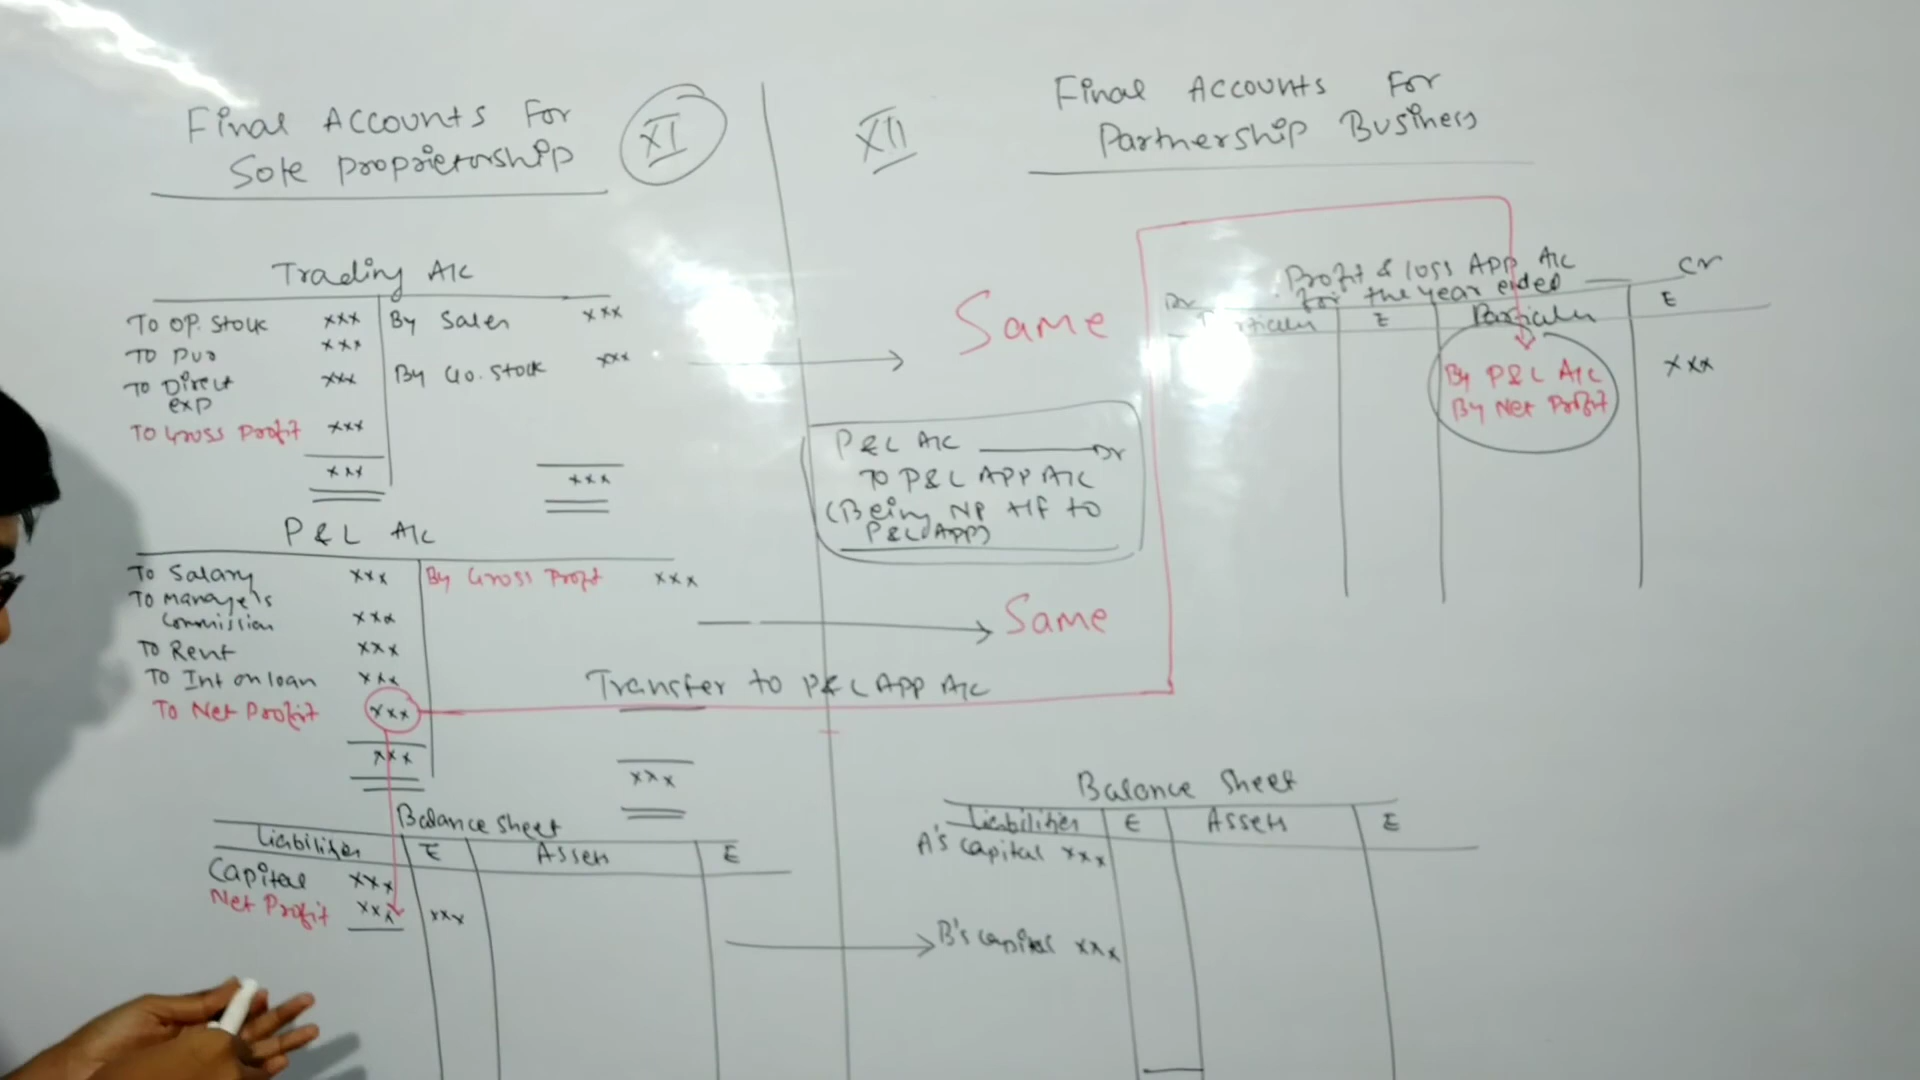 Final Accounts For
Sole proprietorship
XI
Trading A/c
To op. Stock xxx By Sales xxx
To pur xxx
To Direct xxx By Clo. Stock xxx
exp
To Gross Profit xxx
xxx xxx
P & L A/c
To Salary xxx By Gross Profit xxx
To manager's
Commission xxx
To Rent xxx
To Int on loan xxx
To Net Profit xxx
xxx xxx
Balance Sheet
Liabilities ₹ Assets ₹
Capital xxx
Net Profit xxx xxx
XII
Final Accounts For
Partnership Business
Same
P & L A/c Dr
To P & L APP A/c
(Being NP t/f to
P & L APP)
Same
Transfer to P & L APP A/c
Profit & loss APP A/c
Dr for the year ended Cr
Particulars ₹ Particulars ₹
By P & L A/c xxx
By Net Profit
Balance Sheet
Liabilities ₹ Assets ₹
A's capital xxx
B's capital xxx